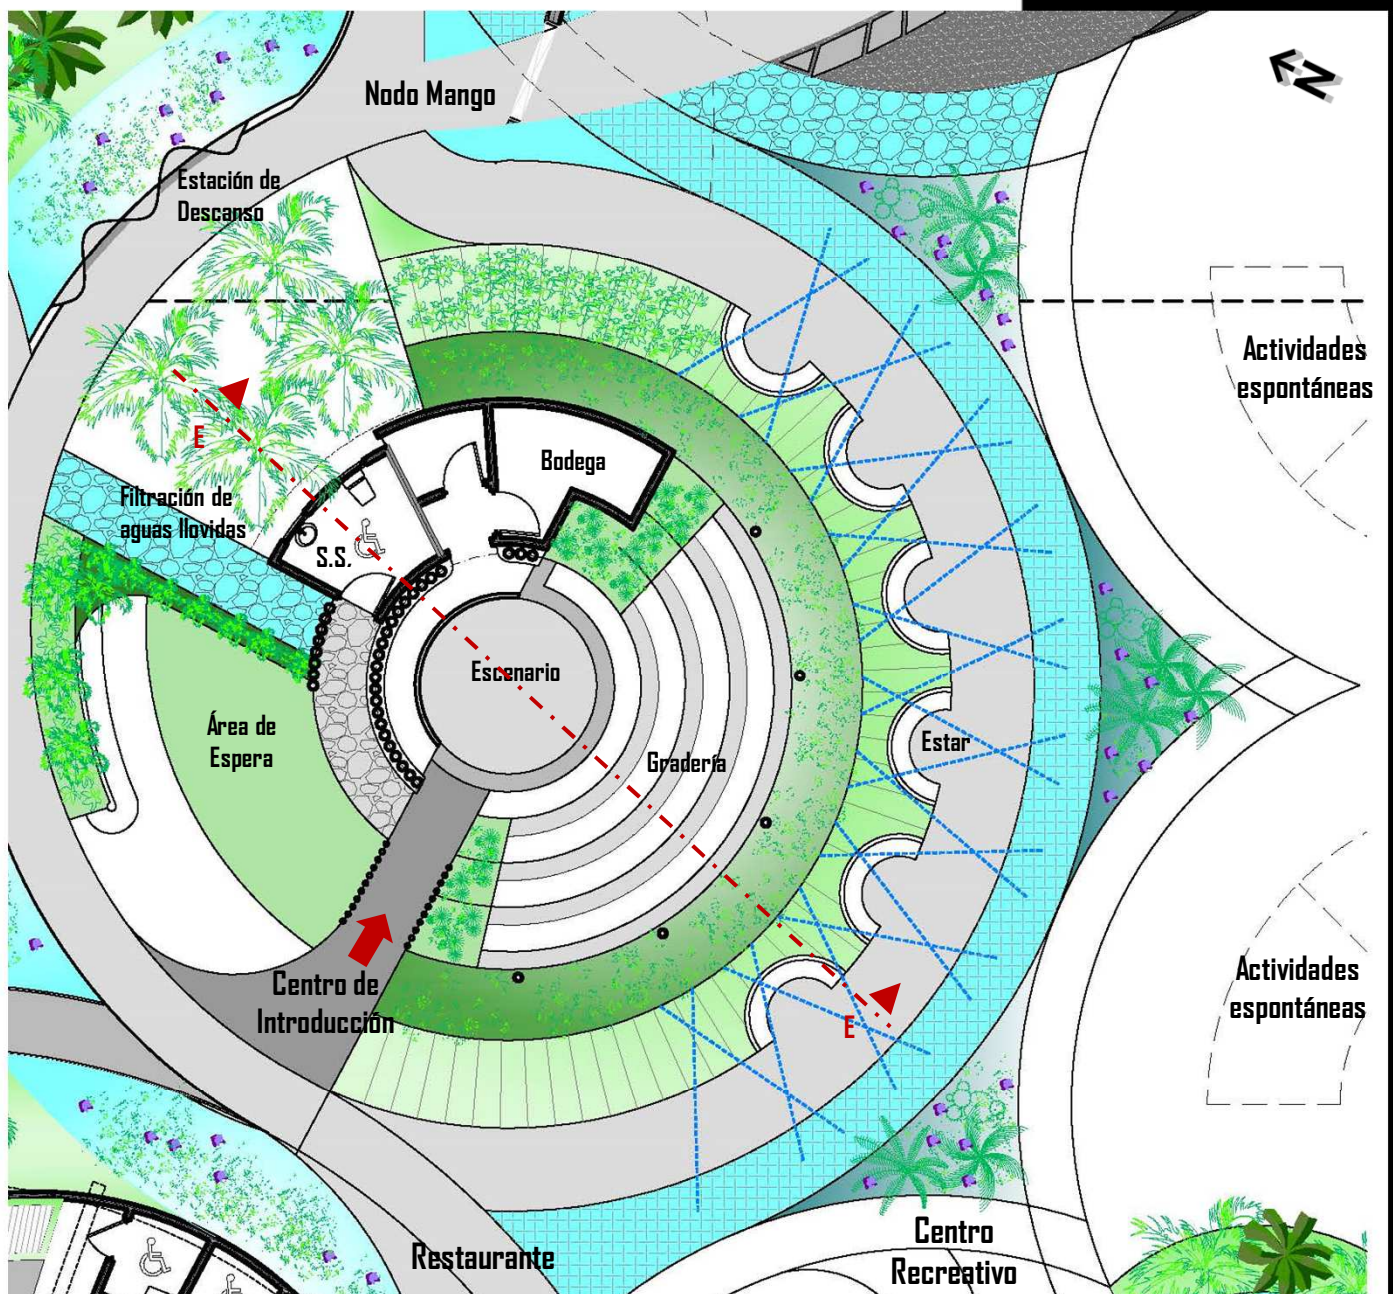 Nodo Mango
N
Estación de
Descanso
Actividades
espontáneas
E
Bodega
Filtración de
aguas llovidas
S.S.
Escenario
Área de
Espera
Estar
Gradería
Centro de
Introducción
E
Actividades
espontáneas
Restaurante
Centro
Recreativo